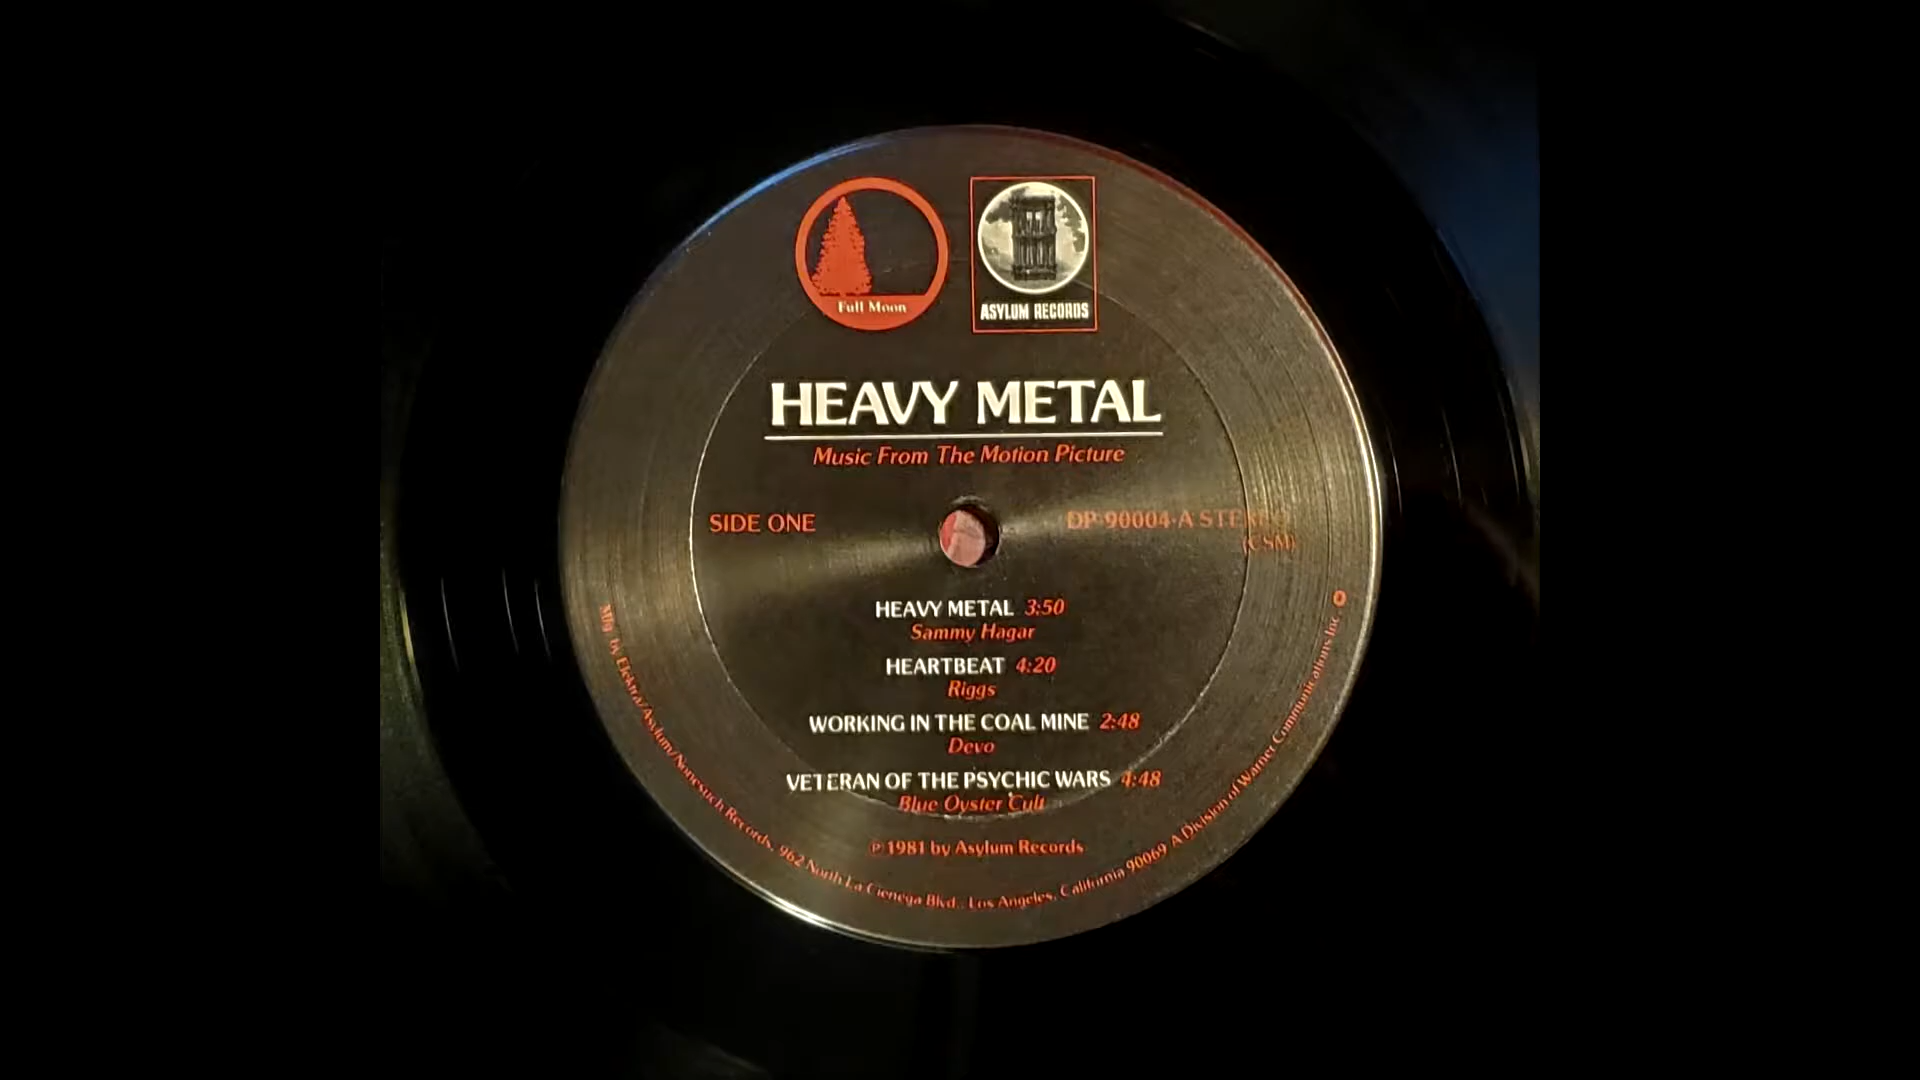 Full Moon
ASYLUM RECORDS
HEAVY METAL
Music From The Motion Picture
SIDE ONE
DP-90004-A STEREO
(CSM)
HEAVY METAL 3:50
Sammy Hagar
HEARTBEAT 4:20
Riggs
WORKING IN THE COAL MINE 2:48
Devo
VETERAN OF THE PSYCHIC WARS 4:48
Blue Oyster Cult
℗1981 by Asylum Records
Mfg. by Elektra/Asylum/Nonesuch Records, 962 North La Cienega Blvd., Los Angeles, California 90069 A Division of Warner Communications Inc. O